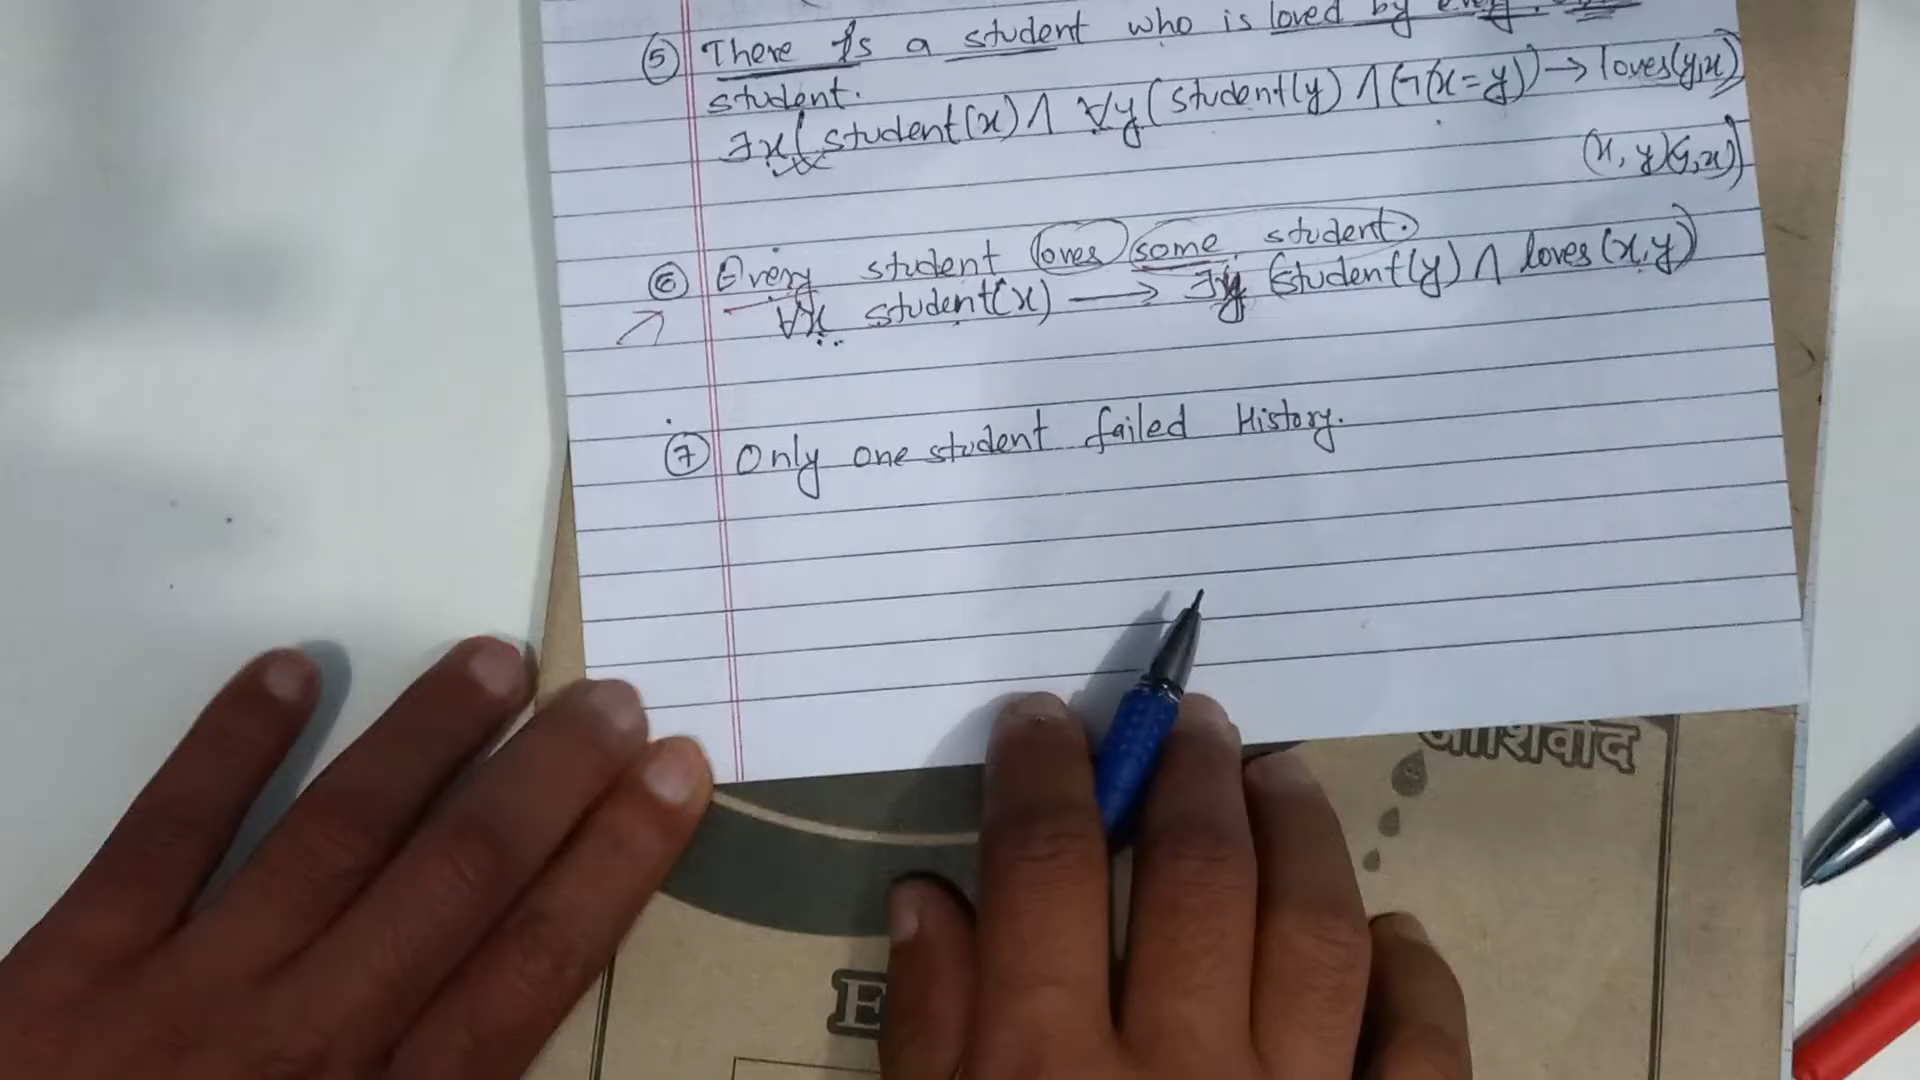 ⑤ There Is a student who is loved by every
student.
∃x(student(x) ∧ ∀y(student(y) ∧ (¬(x=y)) → loves(y,x)
(x, y)(y,x)]
⑥ Every student loves some student.
∀x student(x) ⟶ ∃y (student(y) ∧ loves(x,y)
⑦ Only one student failed History.
आशिर्वाद
E